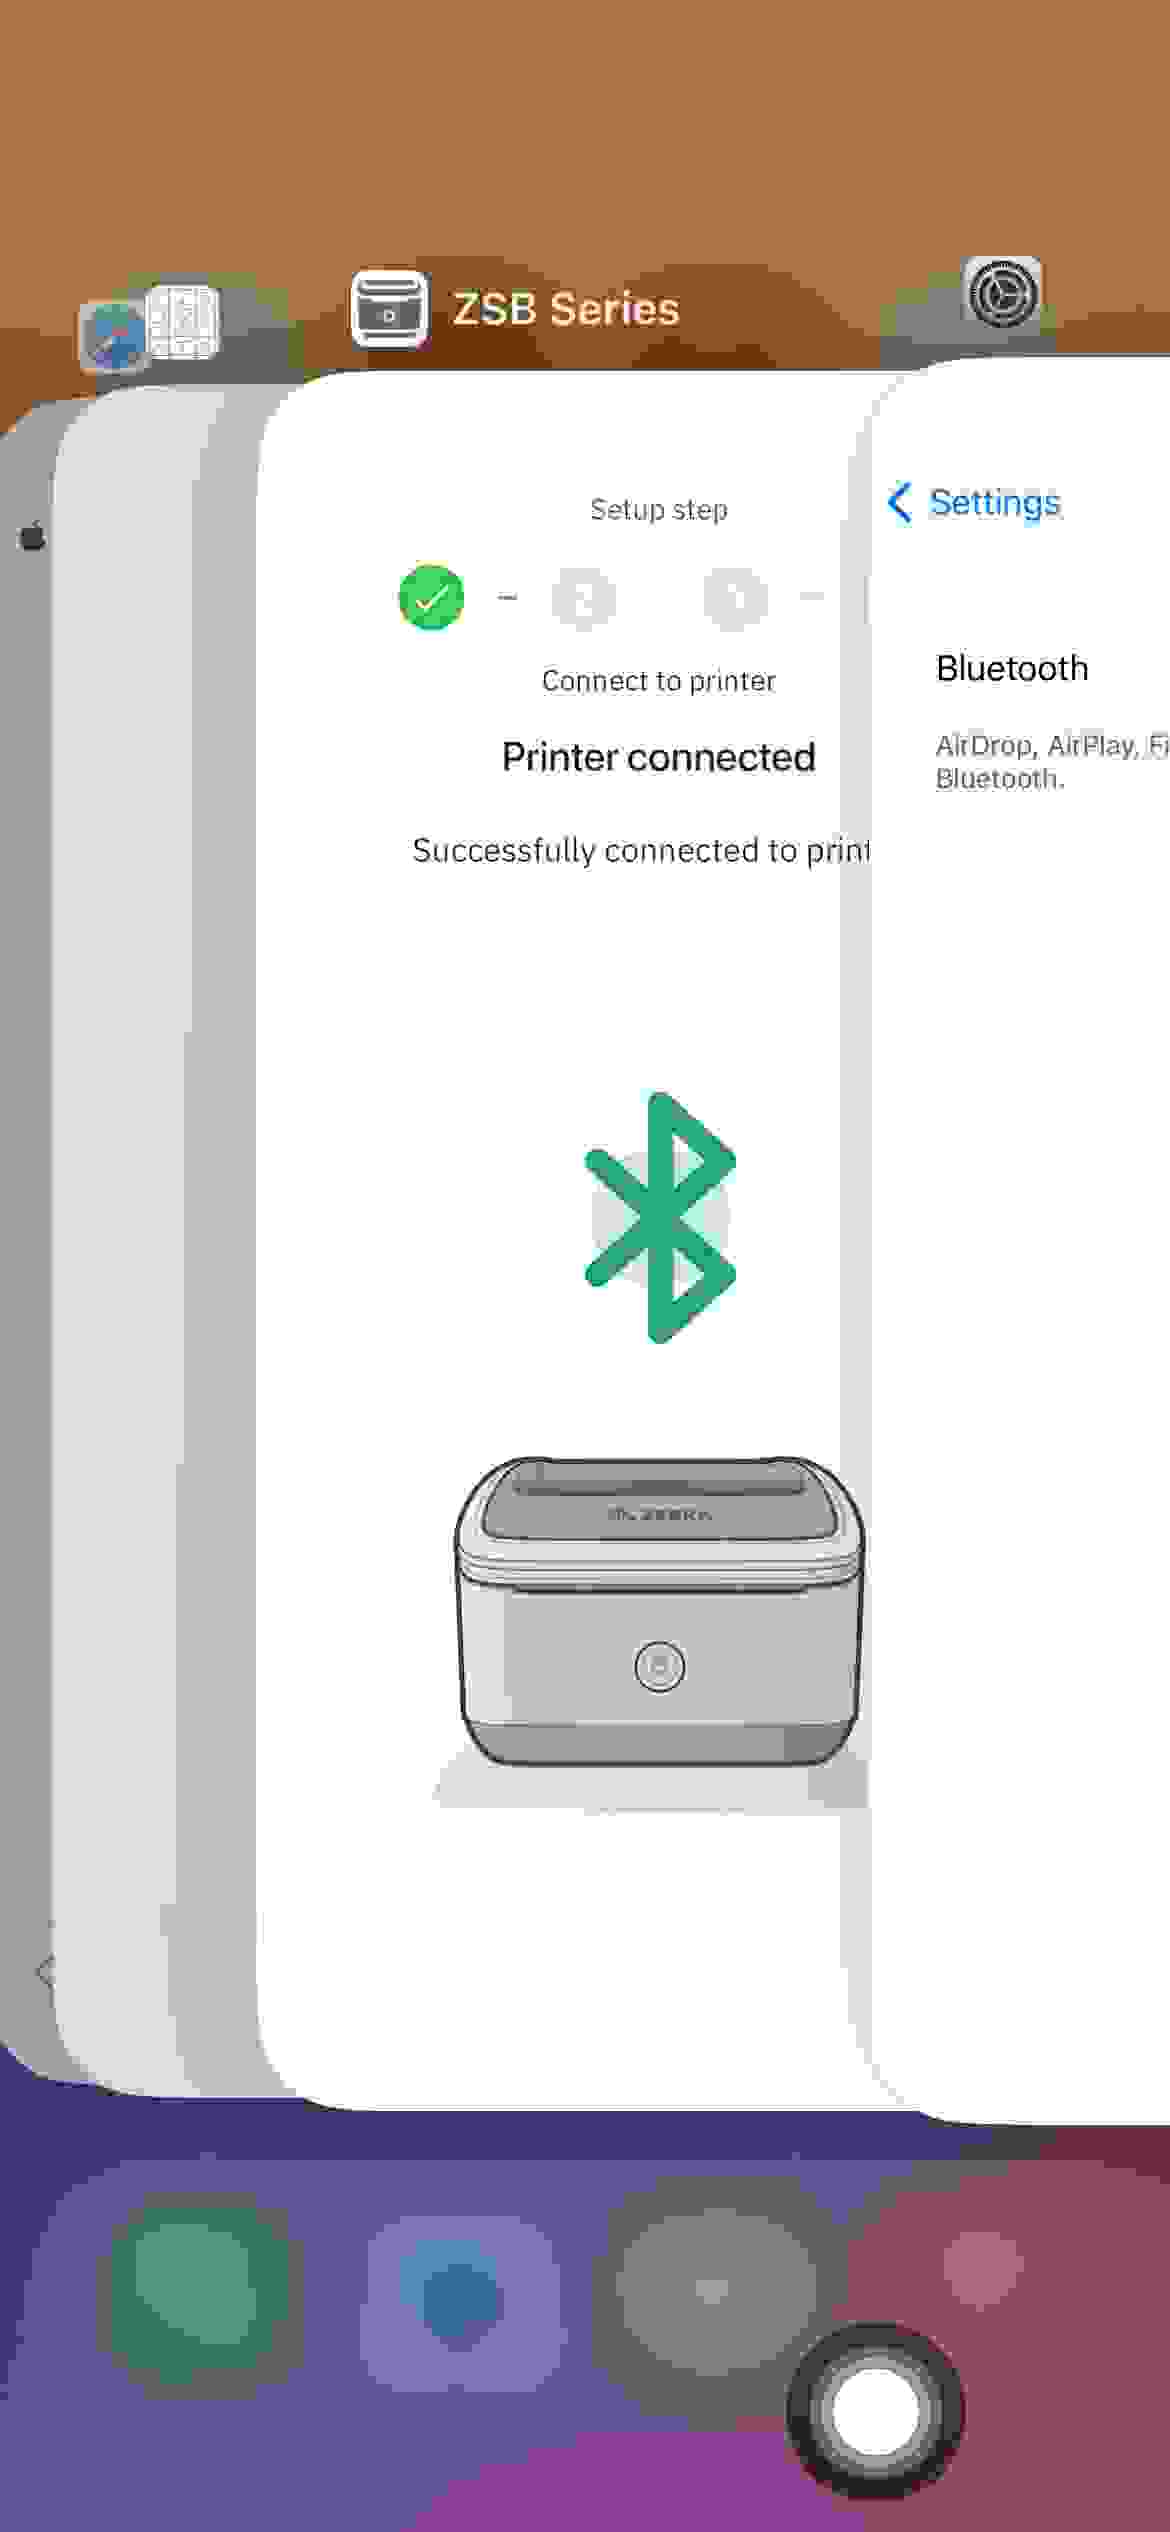 ZSB Series
Setup step
Connect to printer
Printer connected
Successfully connected to print
Settings
Bluetooth
AirDrop, AirPlay, Fi
Bluetooth.
ZEBRA